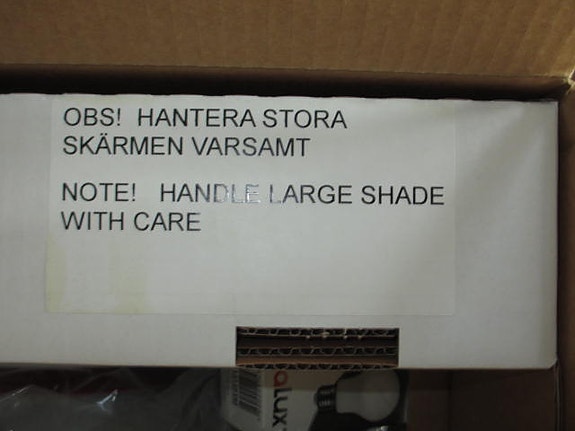 OBS! HANTERA STORA
SKÄRMEN VARSAMT
NOTE! HANDLE LARGE SHADE
WITH CARE